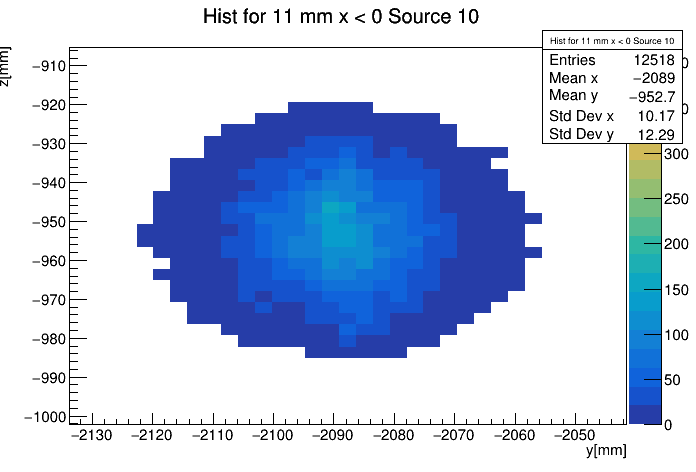 Hist for 11 mm x < 0 Source 10
z[mm]
−910
−920
−930
−940
−950
−960
−970
−980
−990
−1000
−2130 −2120 −2110 −2100 −2090 −2080 −2070 −2060 −2050
y[mm]
Hist for 11 mm x < 0 Source 10
Entries 12518
Mean x −2089
Mean y −952.7
Std Dev x 10.17
Std Dev y 12.29
300
250
200
150
100
50
0